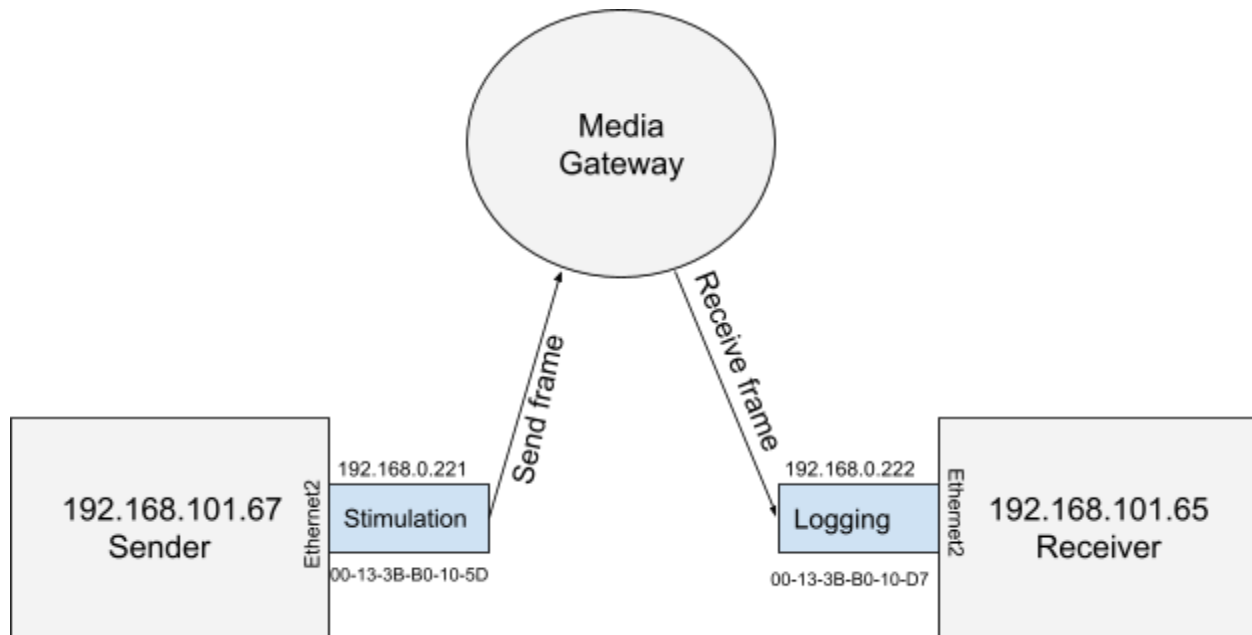 Media
Gateway
Send frame
Receive frame
192.168.101.67
Sender
Ethernet2
192.168.0.221
Stimulation
00-13-3B-B0-10-5D
192.168.0.222
Logging
00-13-3B-B0-10-D7
Ethernet2
192.168.101.65
Receiver